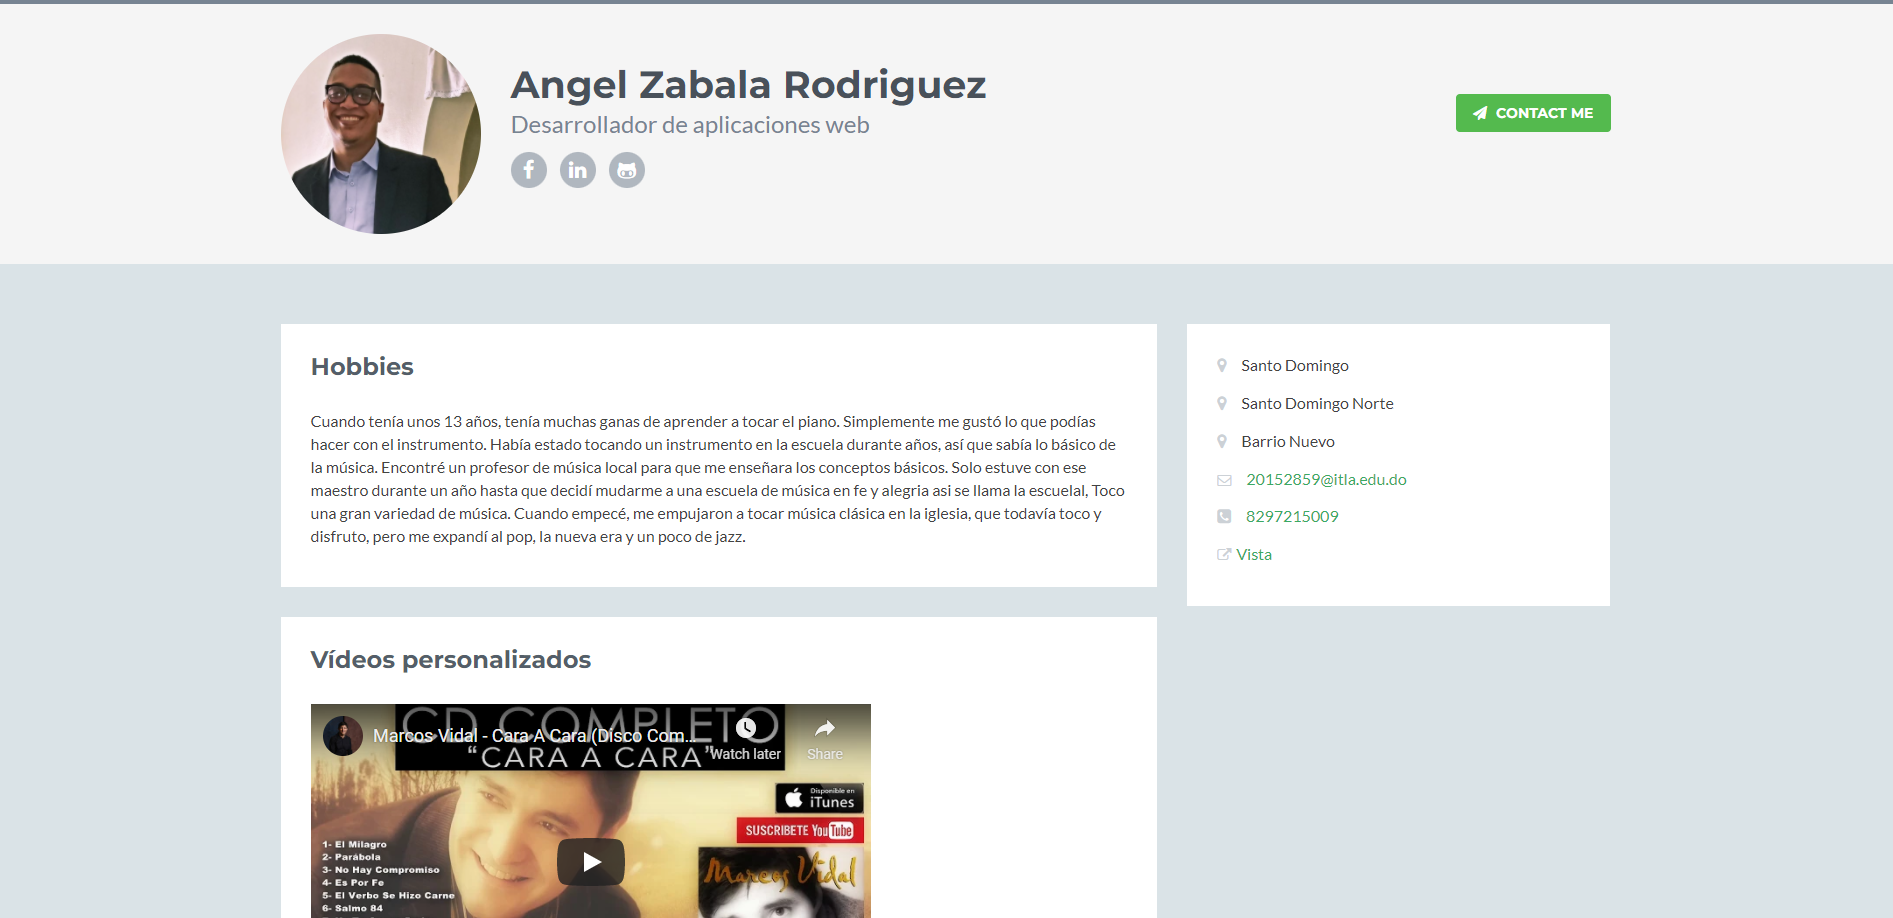 Angel Zabala Rodriguez
Desarrollador de aplicaciones web
CONTACT ME
Hobbies
Cuando tenía unos 13 años, tenía muchas ganas de aprender a tocar el piano. Simplemente me gustó lo que podías
hacer con el instrumento. Había estado tocando un instrumento en la escuela durante años, así que sabía lo básico de
la música. Encontré un profesor de música local para que me enseñara los conceptos básicos. Solo estuve con ese
maestro durante un año hasta que decidí mudarme a una escuela de música en fe y alegria asi se llama la escuelal, Toco
una gran variedad de música. Cuando empecé, me empujaron a tocar música clásica en la iglesia, que todavía toco y
disfruto, pero me expandí al pop, la nueva era y un poco de jazz.
Santo Domingo
Santo Domingo Norte
Barrio Nuevo
20152859@itla.edu.do
8297215009
Vista
Vídeos personalizados
CD COMPLETO
Marcos Vidal - Cara A Cara (Disco Com...
"CARA A CARA"
Watch later
Share
Disponible en
iTunes
SUSCRIBETE YouTube
Marcos Vidal
1- El Milagro
2- Parábola
3- No Hay Compromiso
4- Es Por Fe
5- El Verbo Se Hizo Carne
6- Salmo 84